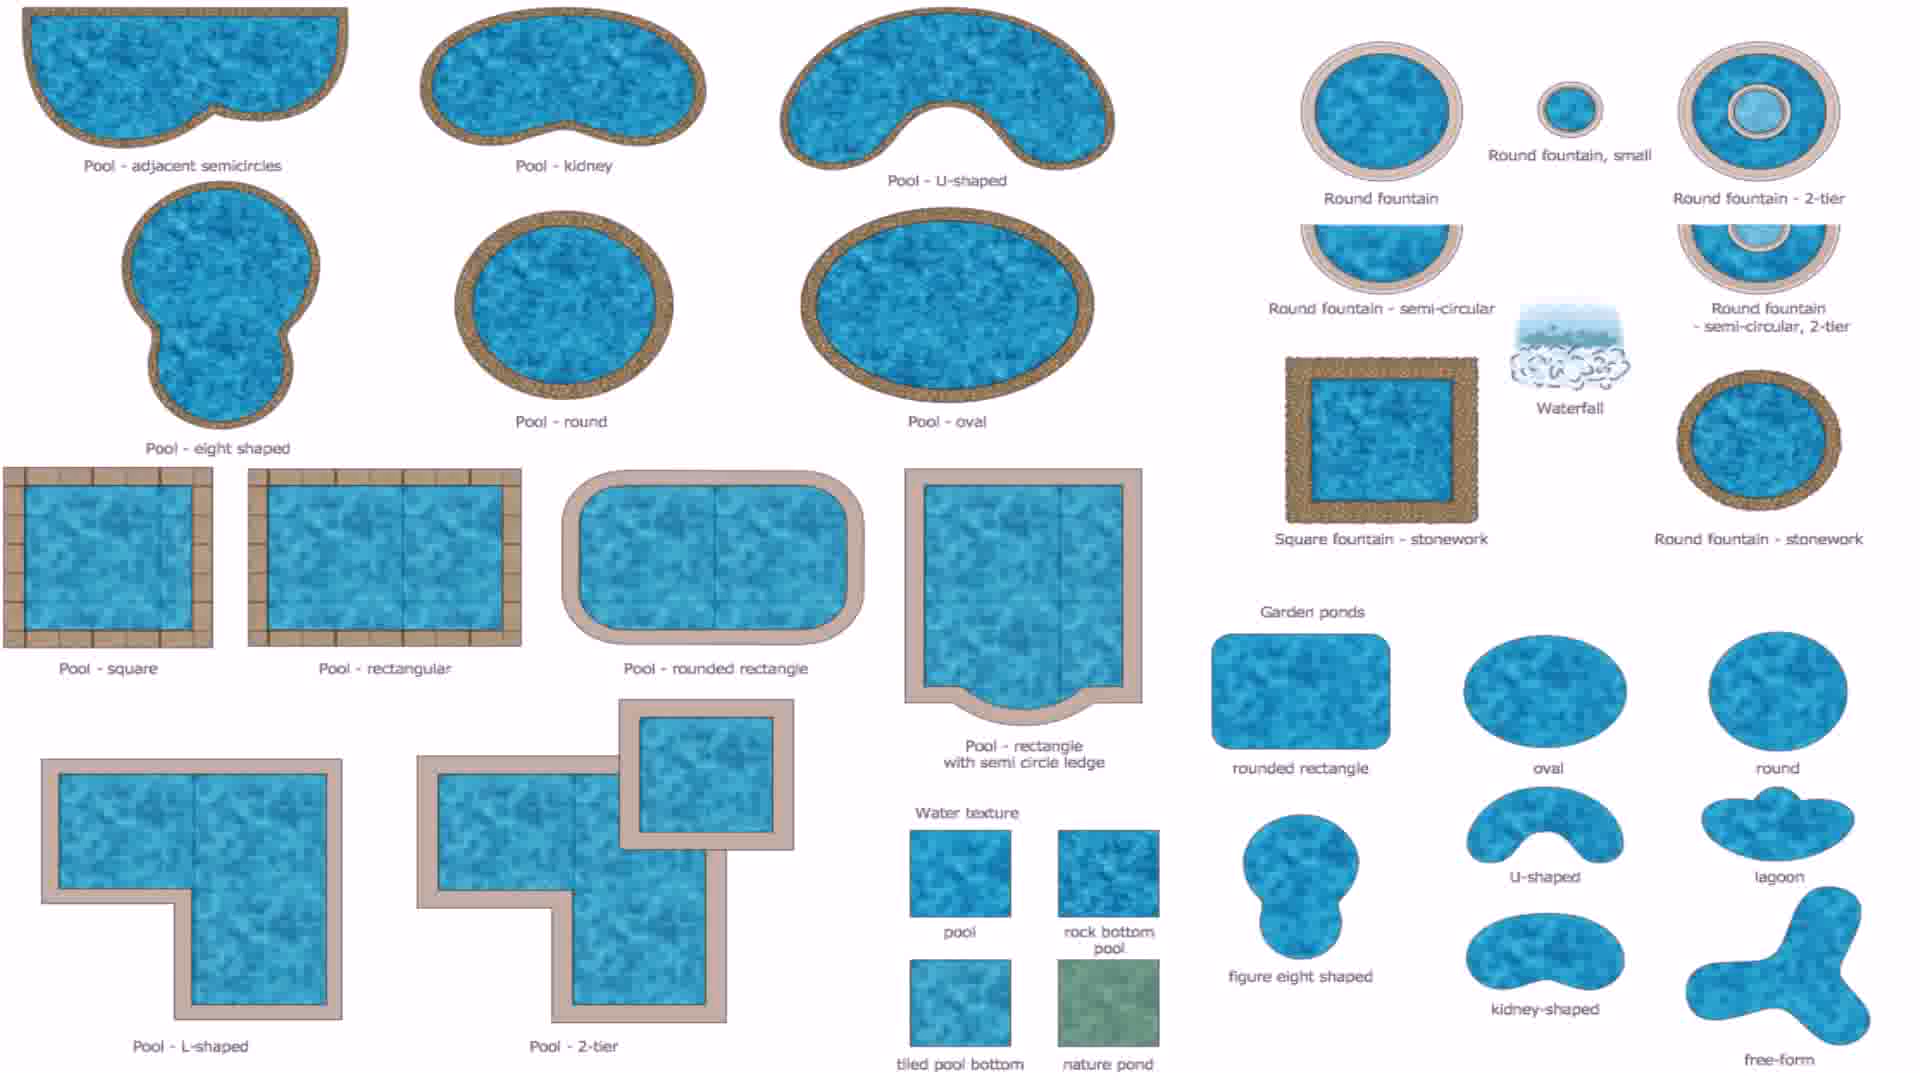 Pool - adjacent semicircles
Pool - kidney
Pool - U-shaped
Round fountain
Round fountain, small
Round fountain - 2-tier
Round fountain - semi-circular
Round fountain
- semi-circular, 2-tier
Waterfall
Pool - eight shaped
Pool - round
Pool - oval
Square fountain - stonework
Round fountain - stonework
Pool - square
Pool - rectangular
Pool - rounded rectangle
Pool - rectangle
with semi circle ledge
Garden ponds
rounded rectangle
oval
round
Water texture
pool
rock bottom
pool
tiled pool bottom
nature pond
figure eight shaped
U-shaped
lagoon
kidney-shaped
free-form
Pool - L-shaped
Pool - 2-tier